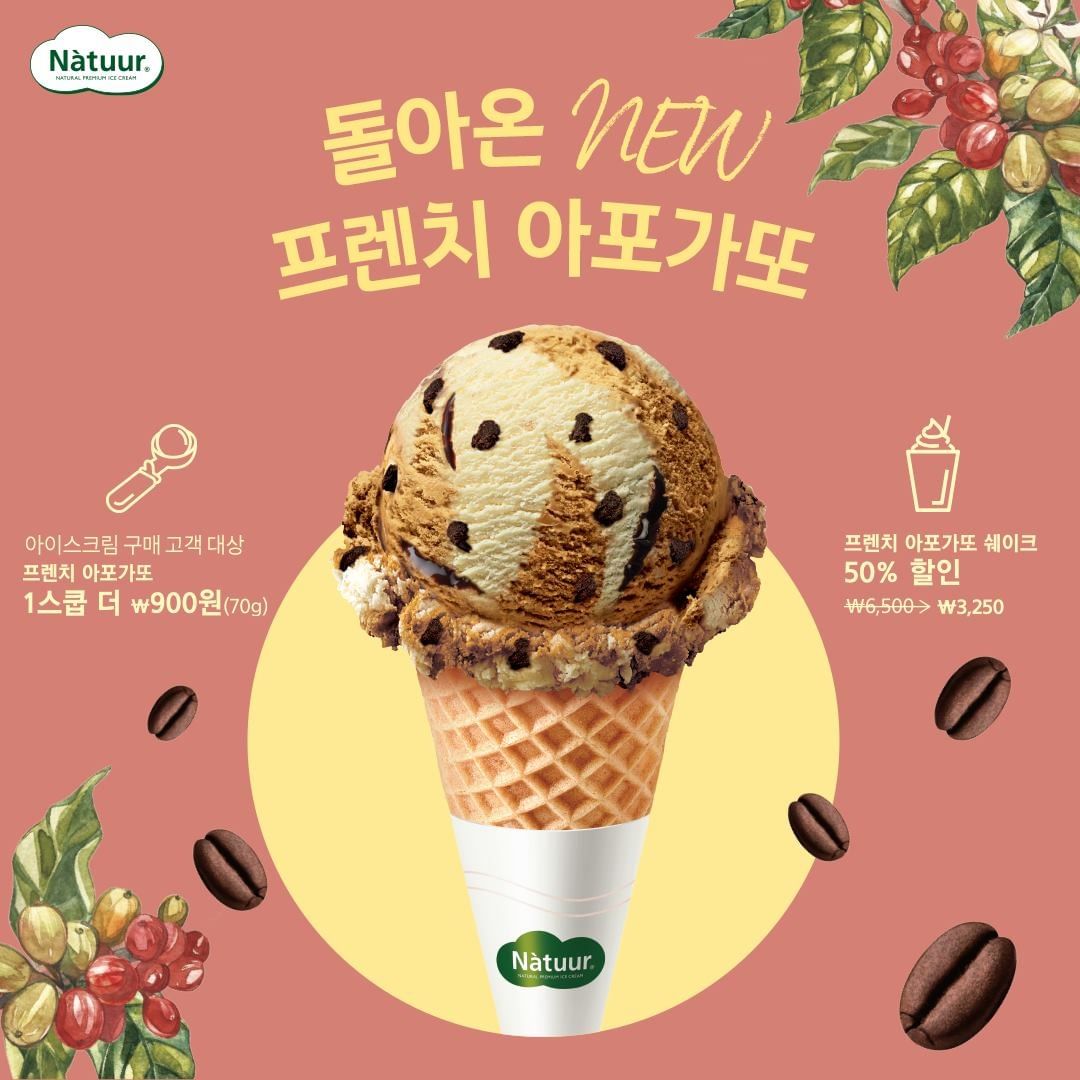 Nàtuur®
NATURAL PREMIUM ICE CREAM
돌아온 NEW
프렌치 아포가또
아이스크림 구매 고객 대상
프렌치 아포가또
1스쿱 더 ₩900원(70g)
프렌치 아포가또 쉐이크
50% 할인
₩6,500> ₩3,250
Nàtuur®
NATURAL PREMIUM ICE CREAM